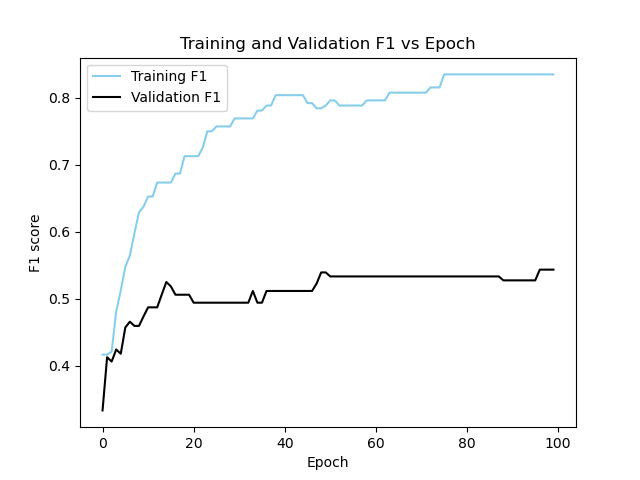 Training and Validation F1 vs Epoch
Training F1
Validation F1
F1 score
0.8
0.7
0.6
0.5
0.4
0 20 40 60 80 100
Epoch